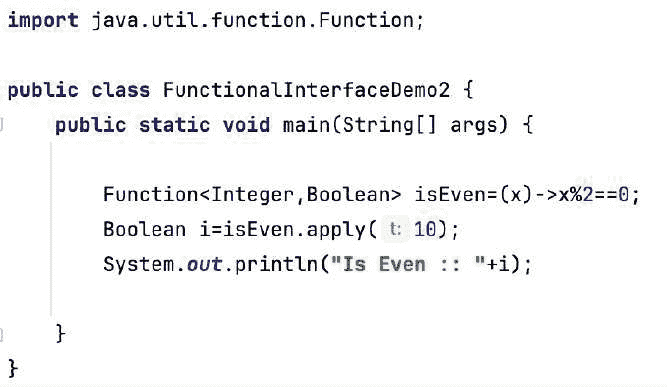 import java.util.function.Function;
public class FunctionalInterfaceDemo2 {
public static void main(String[] args) {
Function<Integer,Boolean> isEven=(x)->x%2==0;
Boolean i=isEven.apply( t: 10);
System.out.println("Is Even :: "+i);
}
}